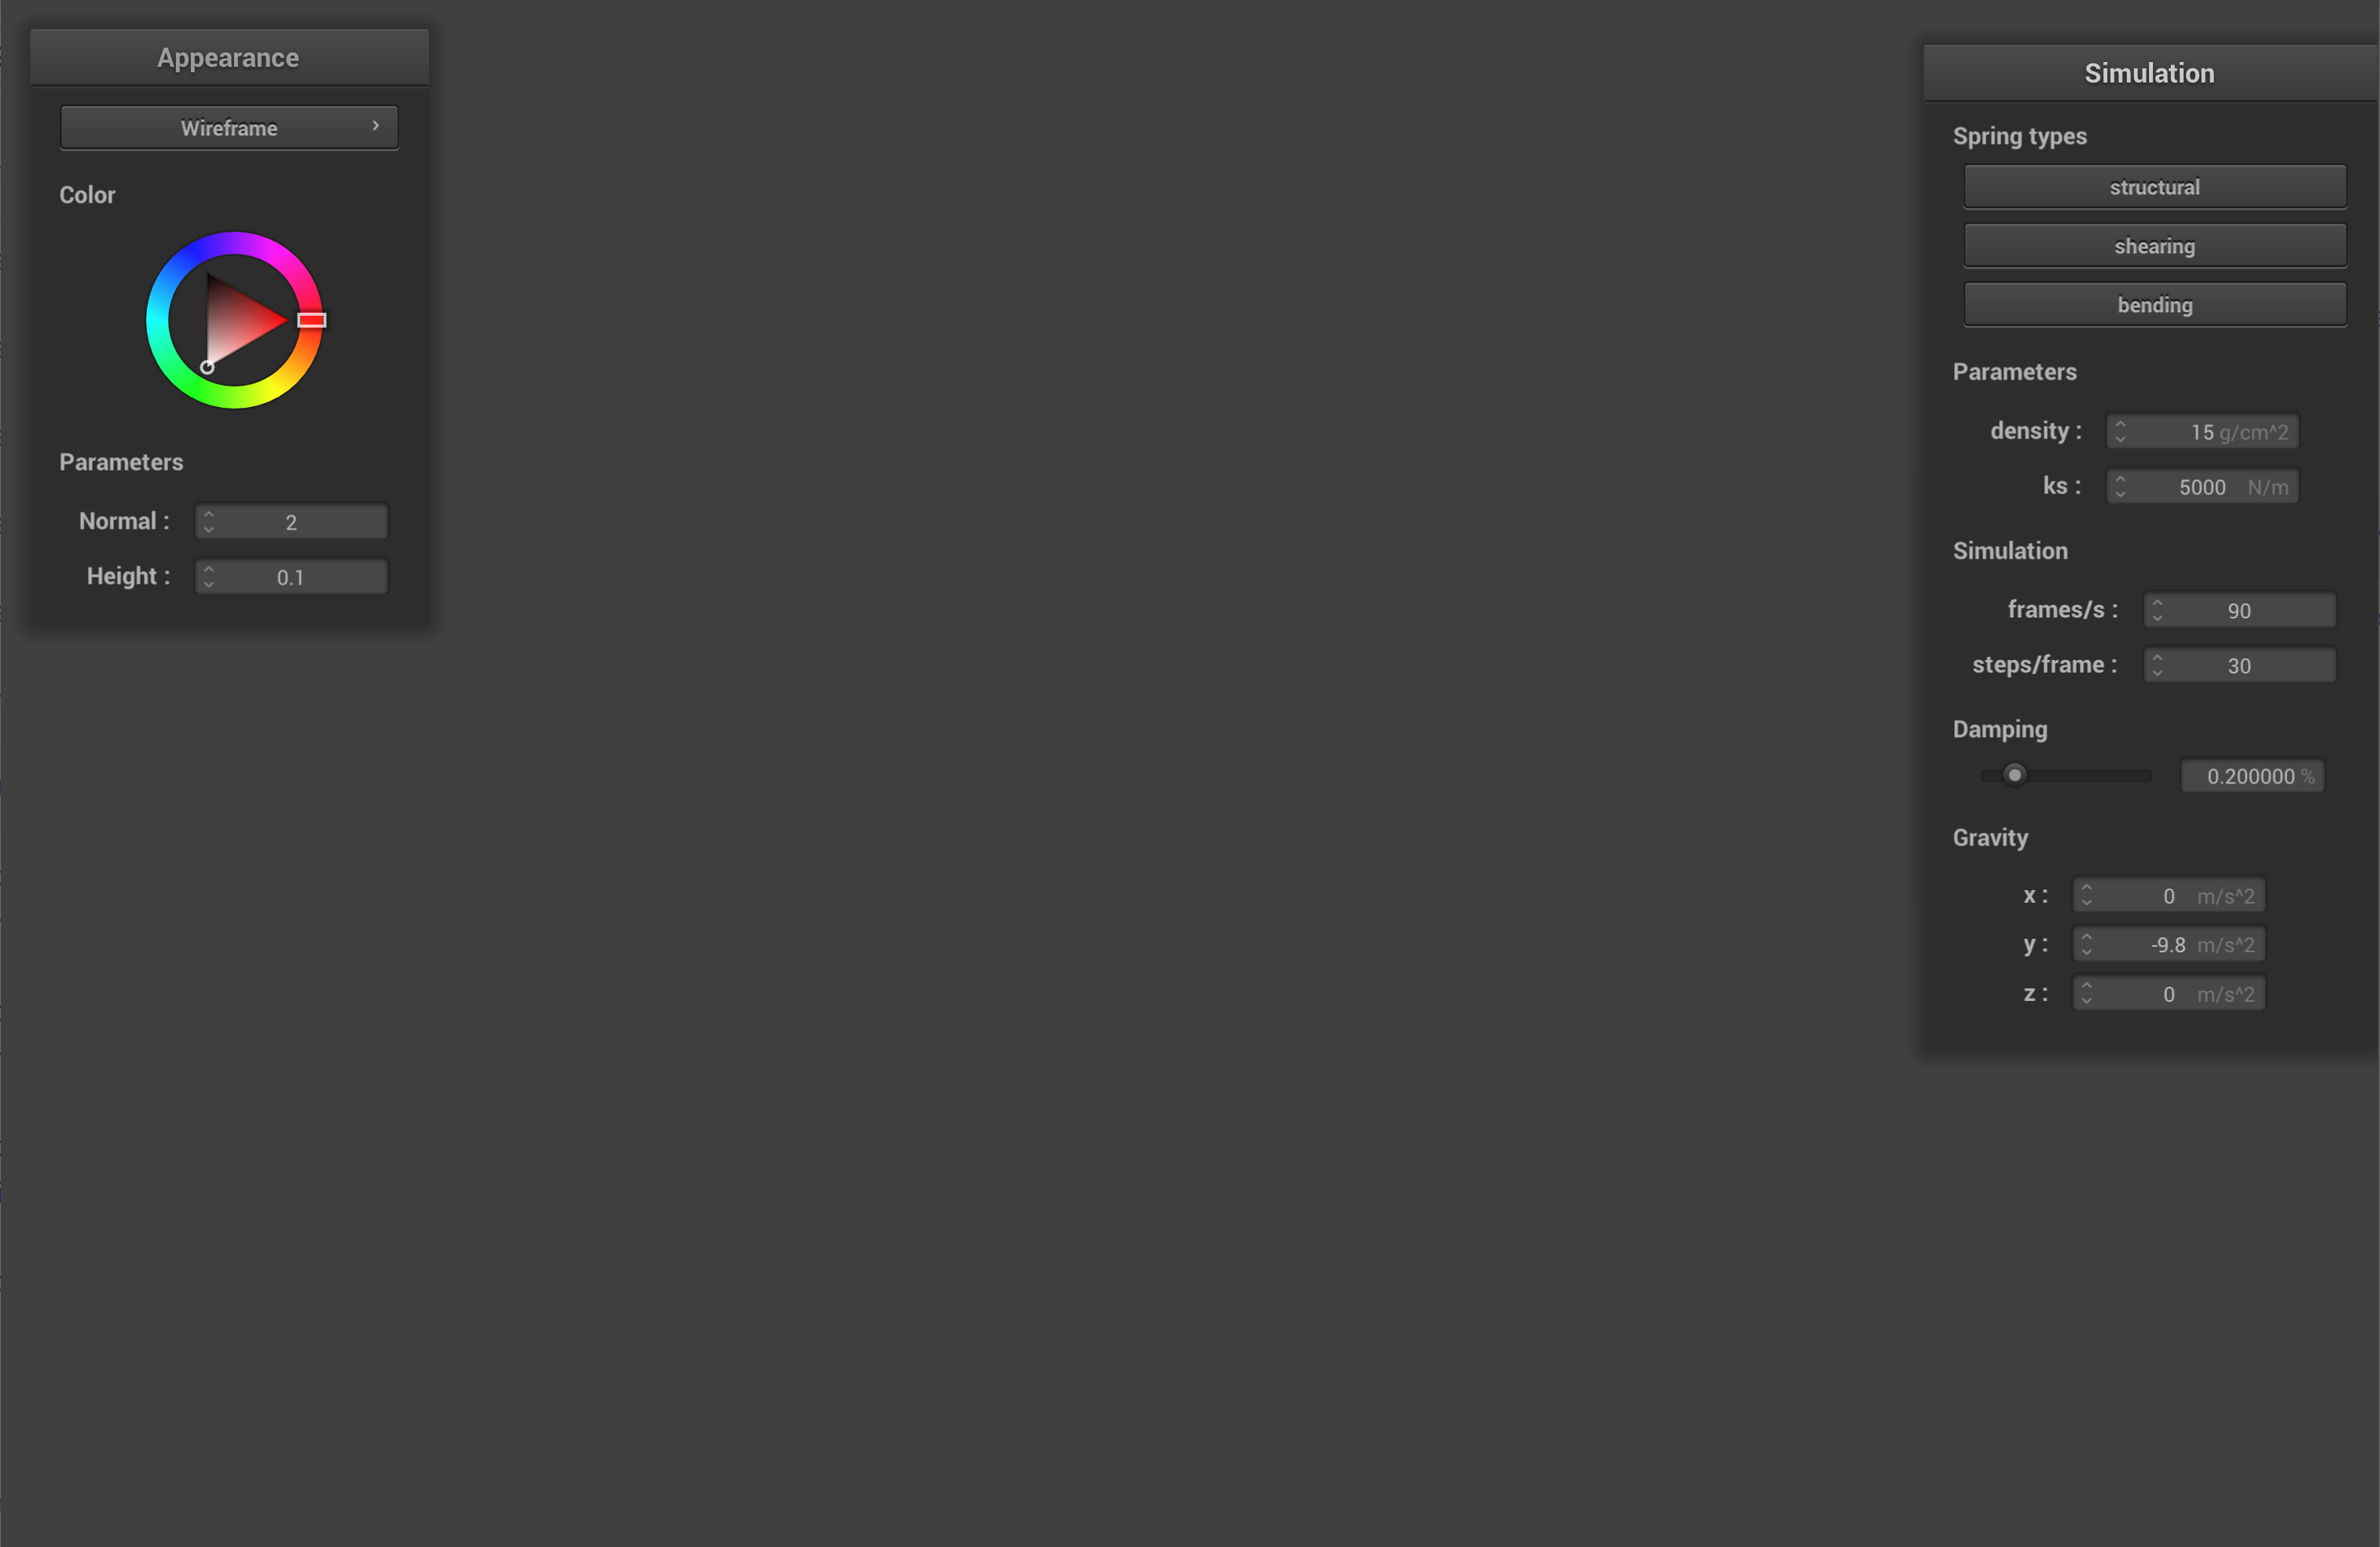 Appearance
Wireframe
Color
Parameters
Normal : 2
Height : 0.1
Simulation
Spring types
structural
shearing
bending
Parameters
density : 15 g/cm^2
ks : 5000 N/m
Simulation
frames/s : 90
steps/frame : 30
Damping
0.200000 %
Gravity
x : 0 m/s^2
y : -9.8 m/s^2
z : 0 m/s^2